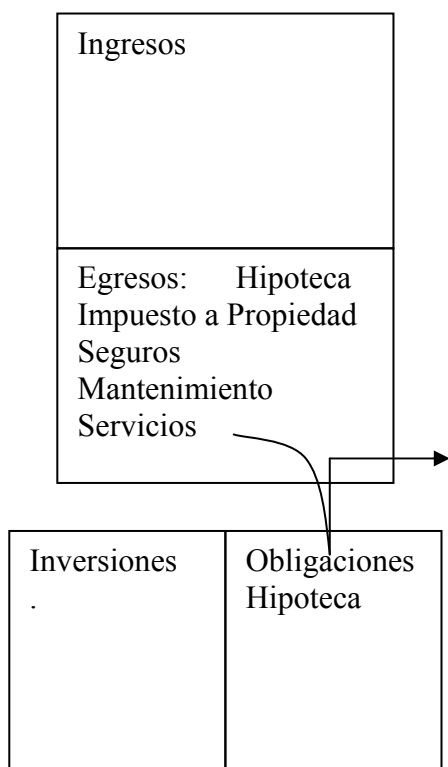 Ingresos
Egresos: Hipoteca
Impuesto a Propiedad
Seguros
Mantenimiento
Servicios
Inversiones
.
Obligaciones
Hipoteca